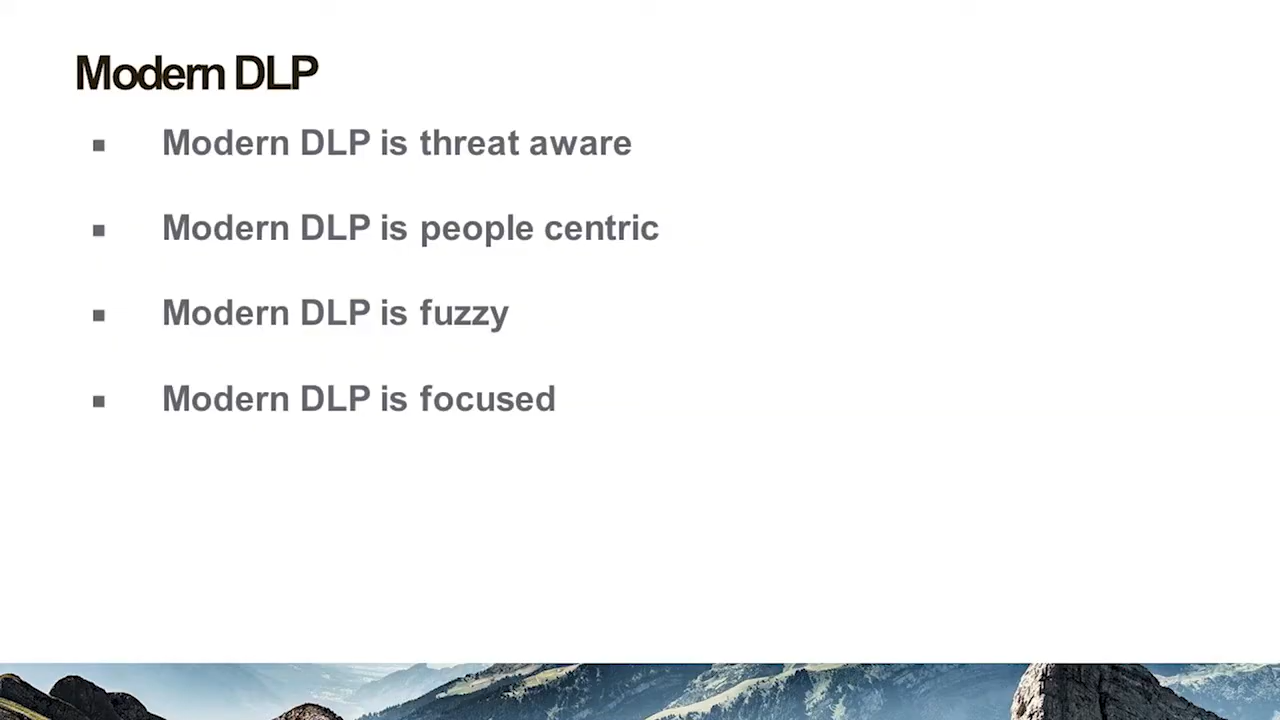 Modern DLP
▪ Modern DLP is threat aware
▪ Modern DLP is people centric
▪ Modern DLP is fuzzy
▪ Modern DLP is focused